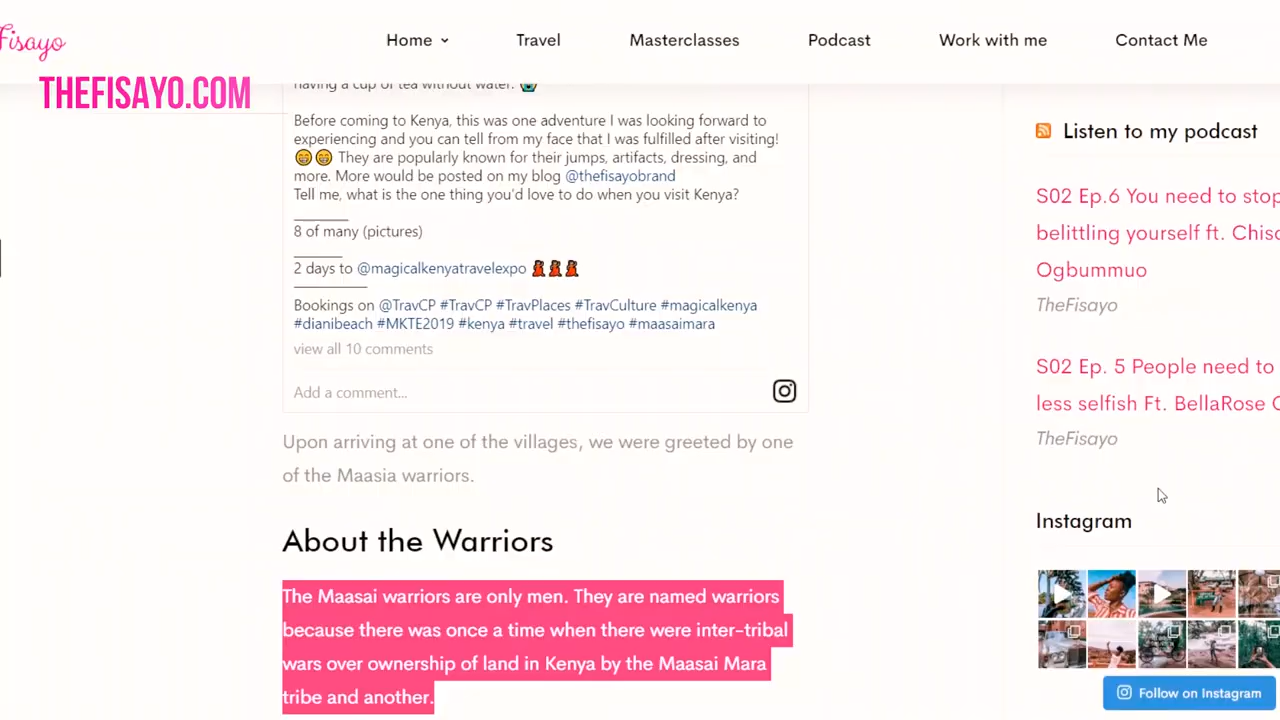 Fisayo
Home
Travel
Masterclasses
Podcast
Work with me
Contact Me
THEFISAYO.COM
having a cup of tea without water.
Before coming to Kenya, this was one adventure I was looking forward to
experiencing and you can tell from my face that I was fulfilled after visiting!
They are popularly known for their jumps, artifacts, dressing, and
more. More would be posted on my blog @thefisayobrand
Tell me, what is the one thing you'd love to do when you visit Kenya?
8 of many (pictures)
2 days to @magicalkenyatravelexpo
Bookings on @TravCP #TravCP #TravPlaces #TravCulture #magicalkenya
#dianibeach #MKTE2019 #kenya #travel #thefisayo #maasaimara
view all 10 comments
Add a comment...
Upon arriving at one of the villages, we were greeted by one
of the Maasia warriors.
About the Warriors
The Maasai warriors are only men. They are named warriors
because there was once a time when there were inter-tribal
wars over ownership of land in Kenya by the Maasai Mara
tribe and another.
Listen to my podcast
S02 Ep.6 You need to stop
belittling yourself ft. Chiso
Ogbummuo
TheFisayo
S02 Ep. 5 People need to
less selfish Ft. BellaRose
TheFisayo
Instagram
Follow on Instagram